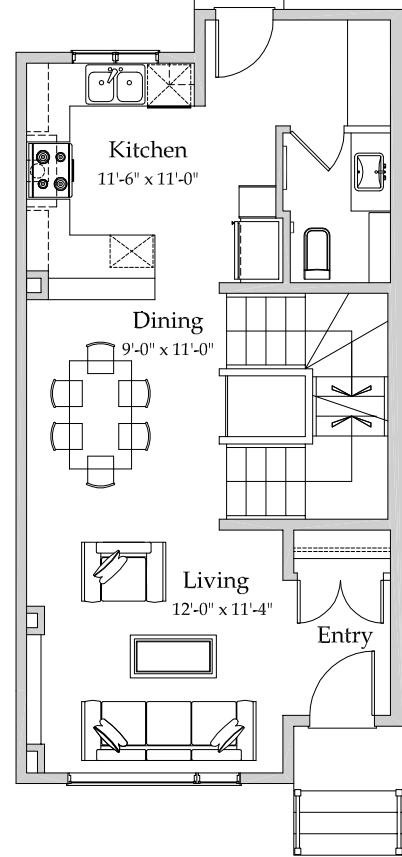 Kitchen
11'-6" x 11'-0"
Dining
9'-0" x 11'-0"
Living
12'-0" x 11'-4"
Entry